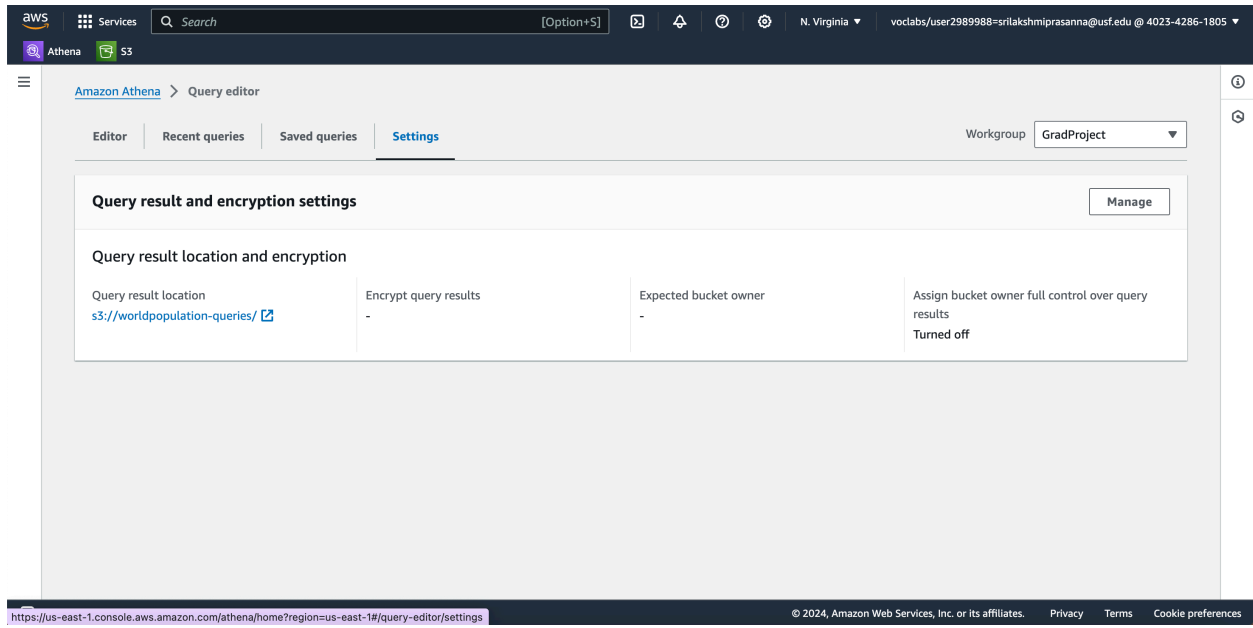 aws Services Search [Option+S] N. Virginia ▼ voclabs/user2989988=srilakshmiprasanna@usf.edu @ 4023-4286-1805 ▼
Athena S3
Amazon Athena > Query editor
Editor Recent queries Saved queries Settings Workgroup GradProject ▼
Query result and encryption settings Manage
Query result location and encryption
Query result location Encrypt query results Expected bucket owner Assign bucket owner full control over query
results
s3://worldpopulation-queries/ - -
Turned off
https://us-east-1.console.aws.amazon.com/athena/home?region=us-east-1#/query-editor/settings © 2024, Amazon Web Services, Inc. or its affiliates. Privacy Terms Cookie preferences